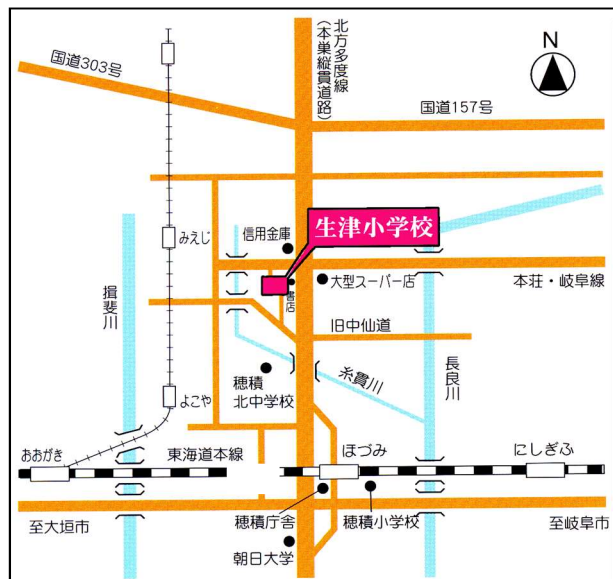 国道303号
北方多度線
(本巣縦貫道路)
N
国道157号
生津小学校
信用金庫
みえじ
揖斐川
書店
大型スーパー店
本荘・岐阜線
旧中仙道
糸貫川
長良川
穂積
北中学校
よこや
おおがき
東海道本線
ほづみ
にしぎふ
至大垣市
穂積庁舎
穂積小学校
至岐阜市
朝日大学